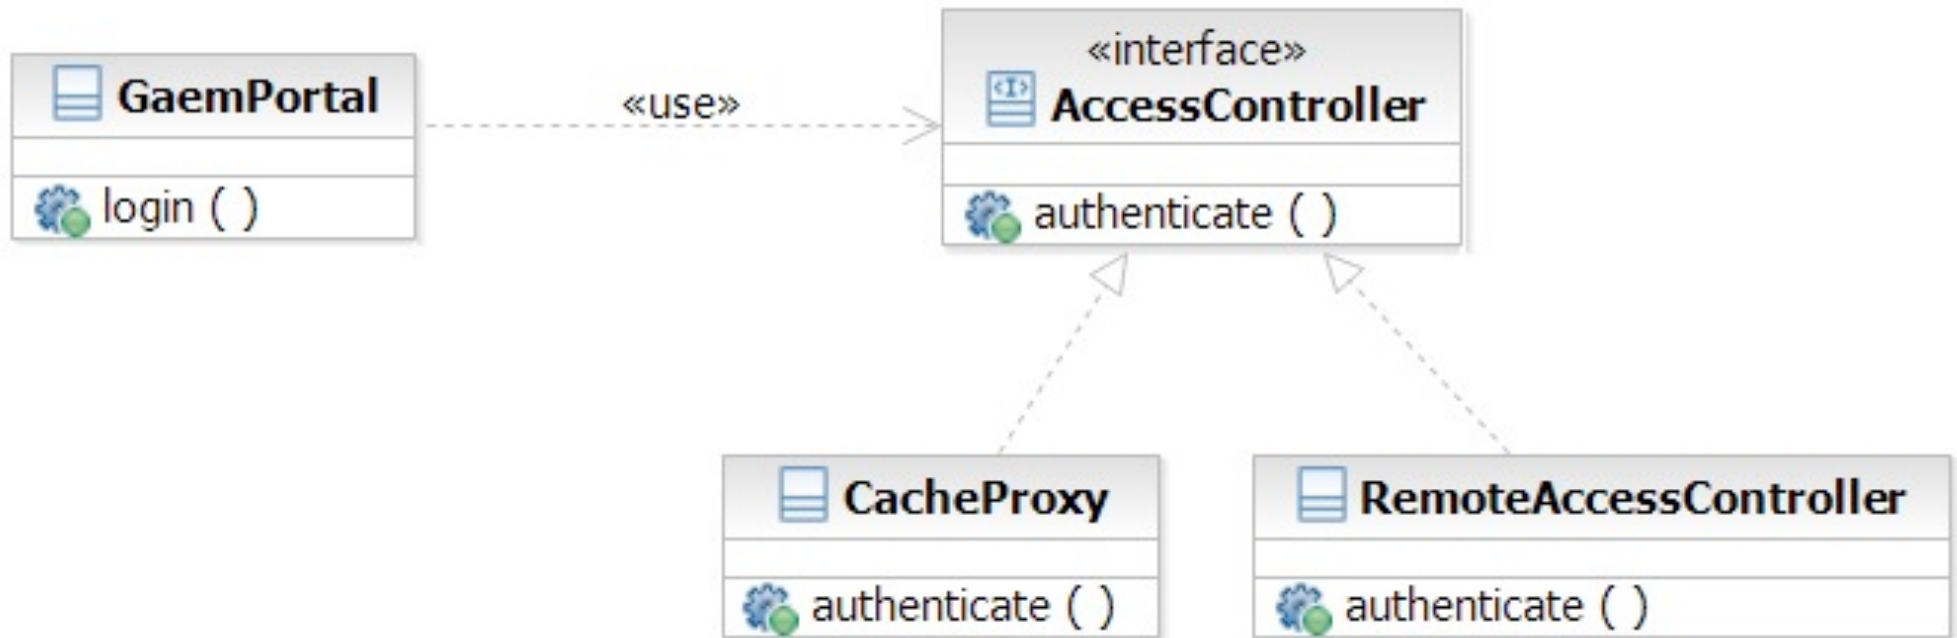 GaemPortal
login ( )
«use»
«interface»
<I>
AccessController
authenticate ( )
CacheProxy
authenticate ( )
RemoteAccessController
authenticate ( )